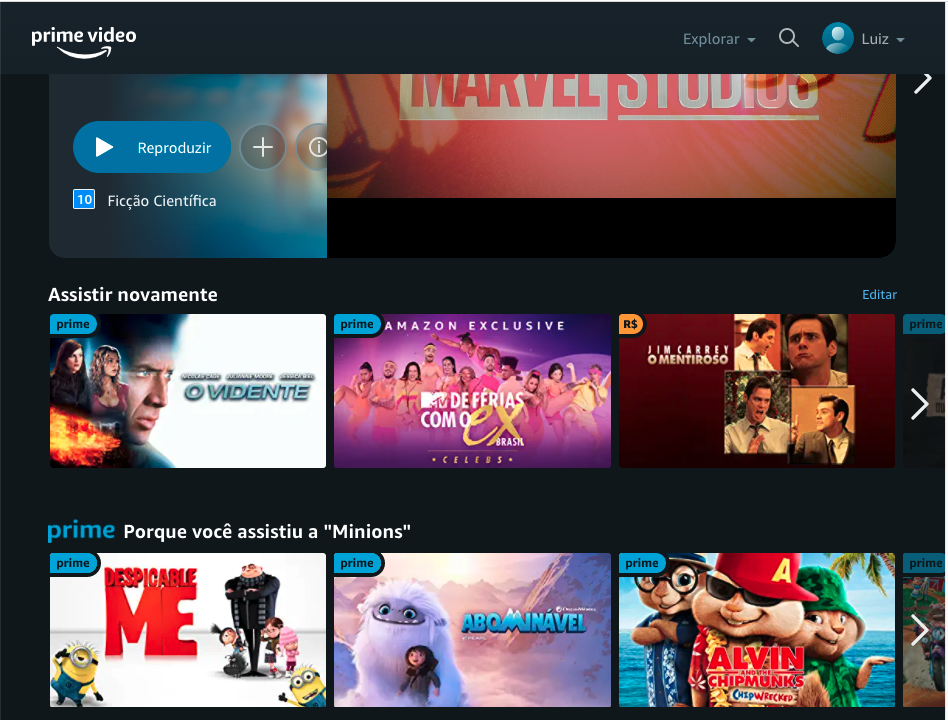 prime video
Explorar
Luiz
MARVEL STUDIOS
Reproduzir
10 Ficção Científica
Assistir novamente
Editar
prime
O VIDENTE
prime
AMAZON EXCLUSIVE
MTV DE FÉRIAS
COM O ex
BRASIL
CELEBS
R$
JIM CARREY
O MENTIROSO
prime
prime Porque você assistiu a "Minions"
prime
DESPICABLE
ME
prime
DREAMWORKS
ABOMINÁVEL
prime
ALVIN
AND THE
CHIPMUNKS
CHIPWRECKED
prime